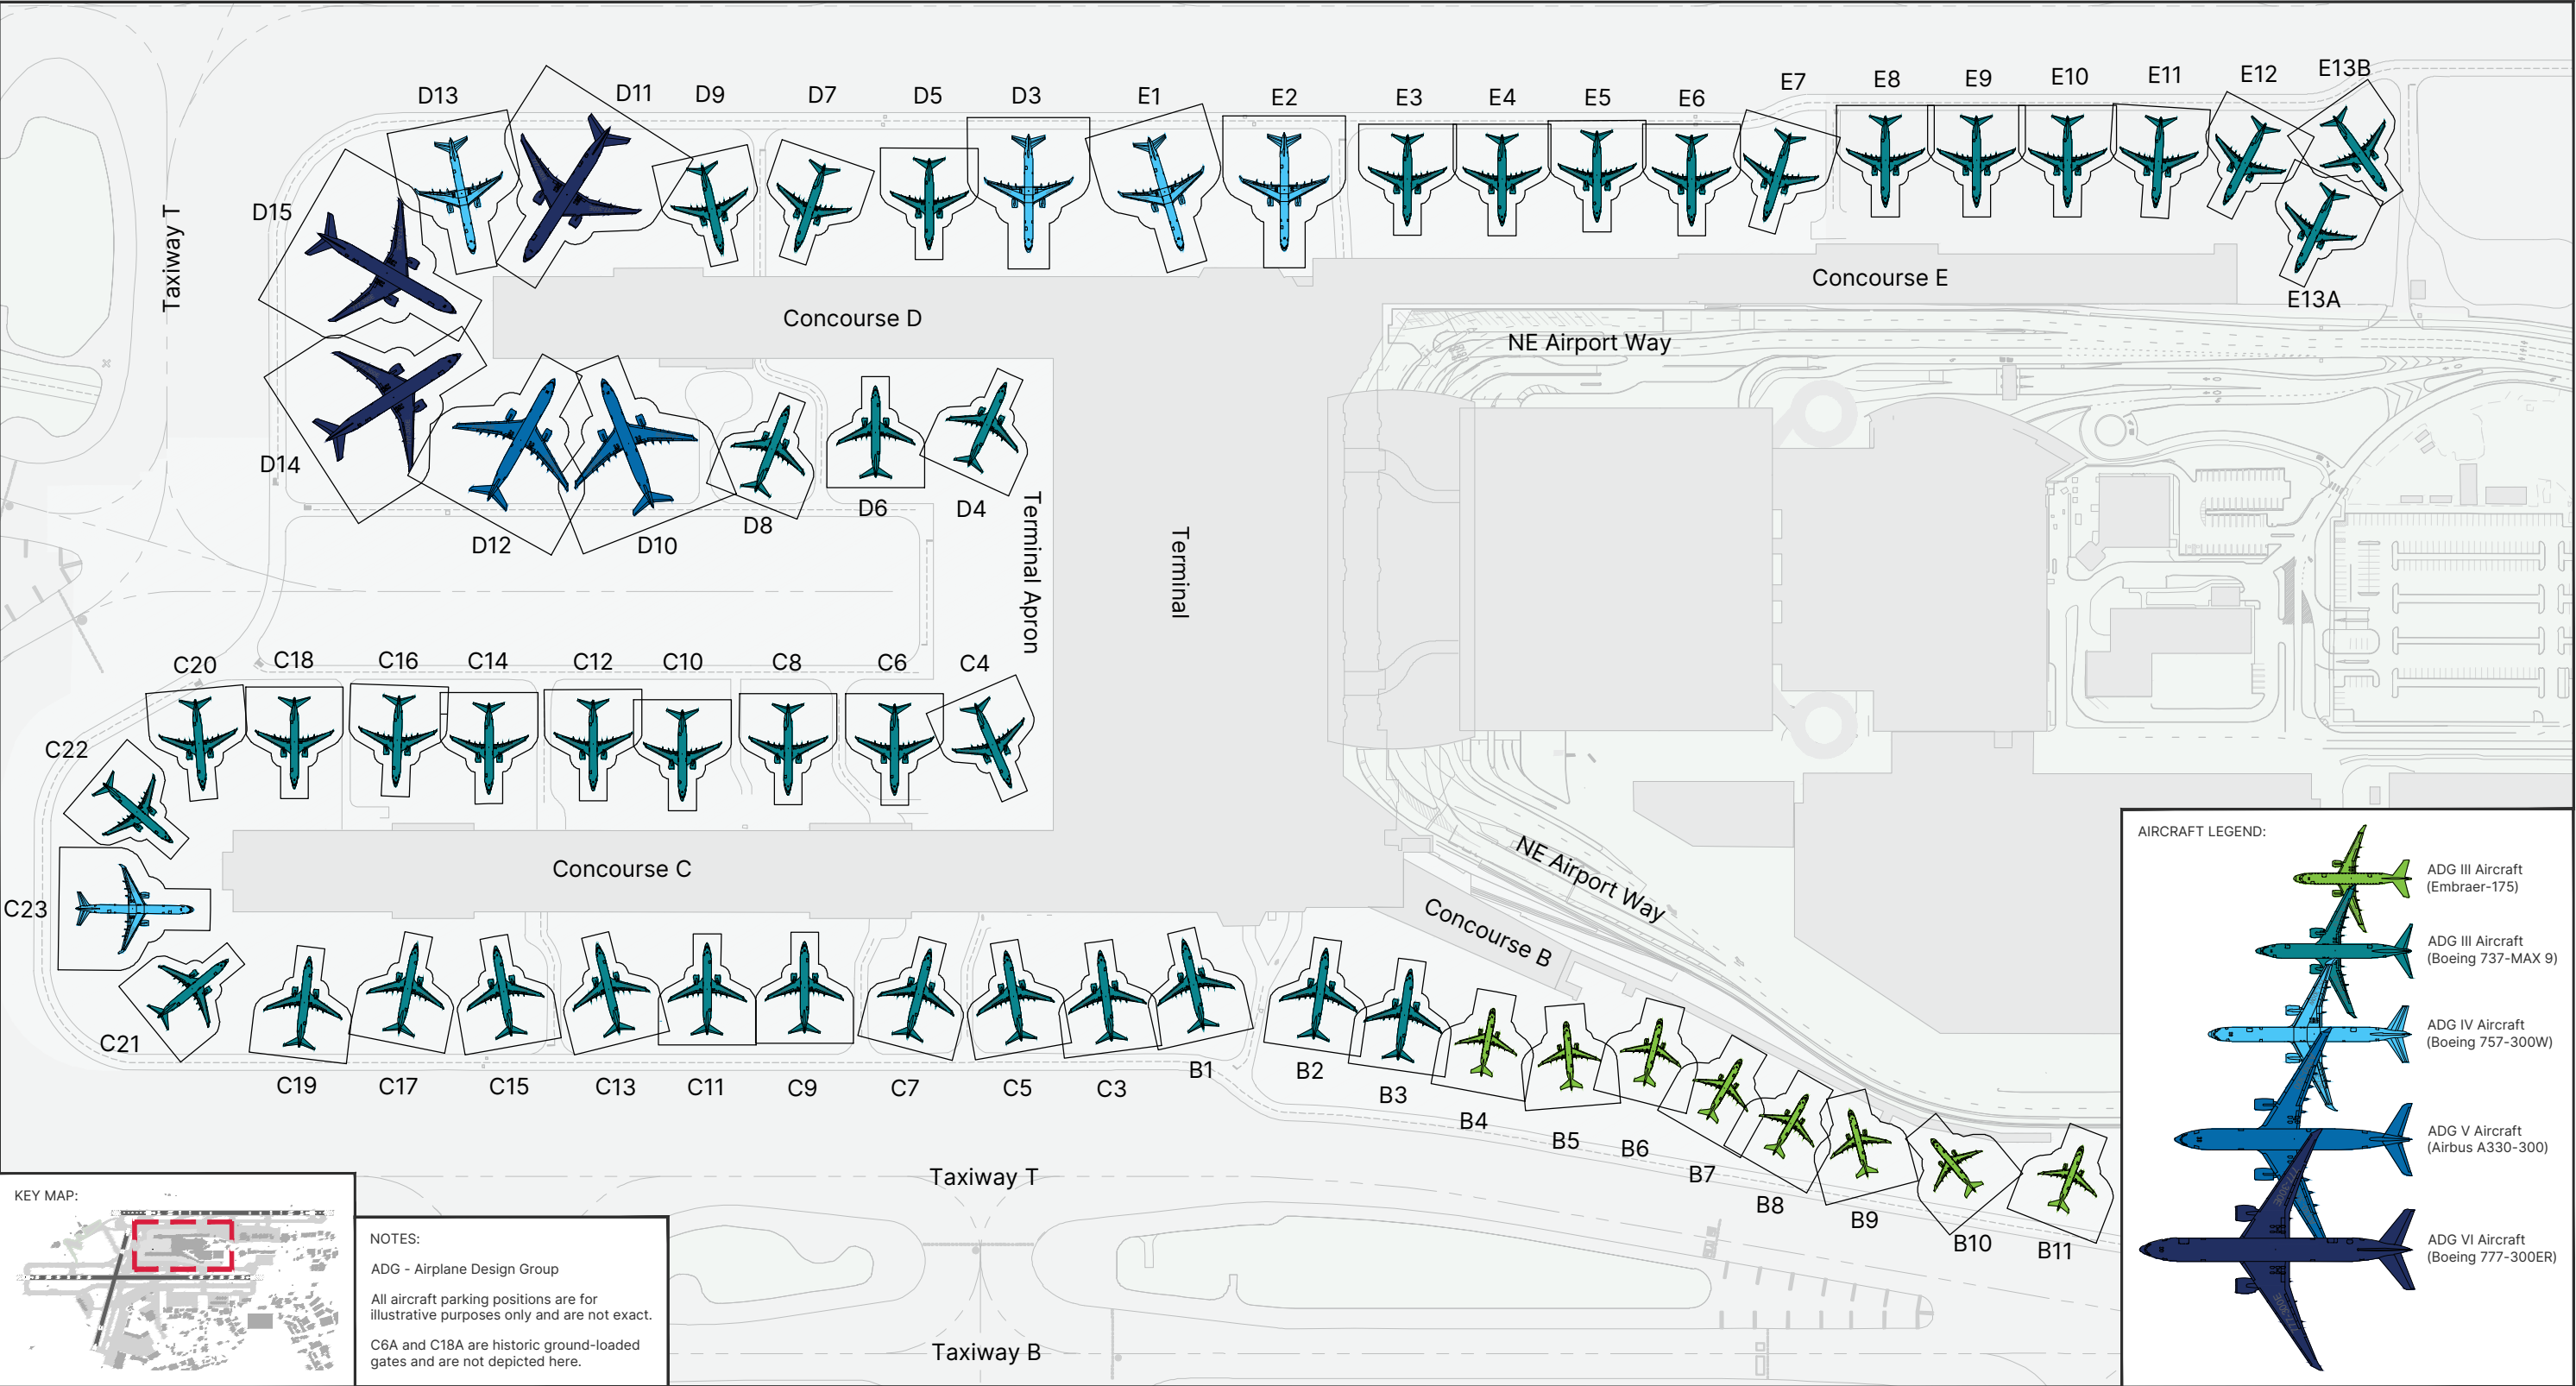 D13
D11
D9
D7
D5
D3
E1
E2
E3
E4
E5
E6
E7
E8
E9
E10
E11
E12
E13B
D15
Taxiway T
Concourse D
Concourse E
E13A
NE Airport Way
D14
D12
D10
D8
D6
D4
Terminal Apron
Terminal
C20
C18
C16
C14
C12
C10
C8
C6
C4
C22
C23
Concourse C
NE Airport Way
Concourse B
C21
C19
C17
C15
C13
C11
C9
C7
C5
C3
B1
B2
B3
B4
B5
B6
B7
B8
B9
B10
B11
Taxiway T
Taxiway B
KEY MAP:
NOTES:
ADG - Airplane Design Group
All aircraft parking positions are for
illustrative purposes only and are not exact.
C6A and C18A are historic ground-loaded
gates and are not depicted here.
AIRCRAFT LEGEND:
ADG III Aircraft
(Embraer-175)
ADG III Aircraft
(Boeing 737-MAX 9)
ADG IV Aircraft
(Boeing 757-300W)
ADG V Aircraft
(Airbus A330-300)
ADG VI Aircraft
(Boeing 777-300ER)